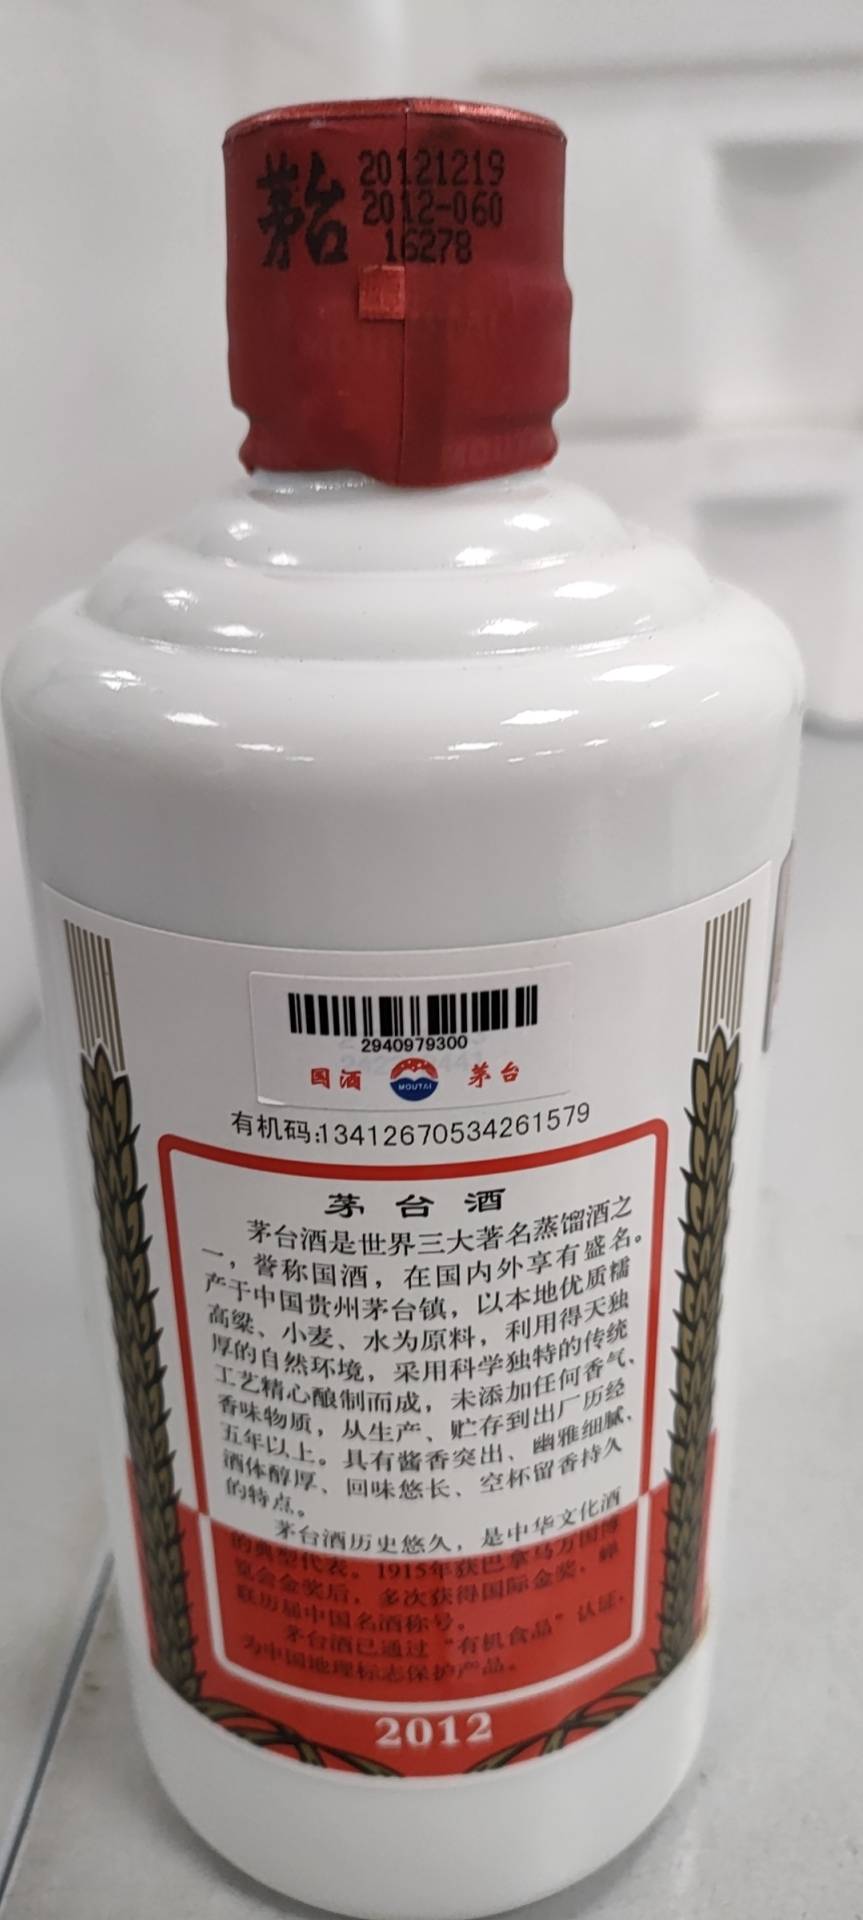 茅台
20121219
2012-060
16278
2940979300
国酒
MOUTAI
茅台
有机码:13412670534261579
茅台酒
茅台酒是世界三大著名蒸馏酒之
一，誉称国酒，在国内外享有盛名。
产于中国贵州茅台镇，以本地优质糯
高粱、小麦、水为原料，利用得天独
厚的自然环境，采用科学独特的传统
工艺精心酿制而成，未添加任何香气、
香味物质，从生产、贮存到出厂历经
五年以上。具有酱香突出、幽雅细腻、
酒体醇厚、回味悠长、空杯留香持久
的特点。
茅台酒历史悠久，是中华文化酒
的典型代表。1915年获巴拿马万国博
览会金奖后，多次获得国际金奖，蝉
联历届中国名酒称号。
茅台酒已通过“有机食品”认证，
为中国地理标志保护产品。
2012